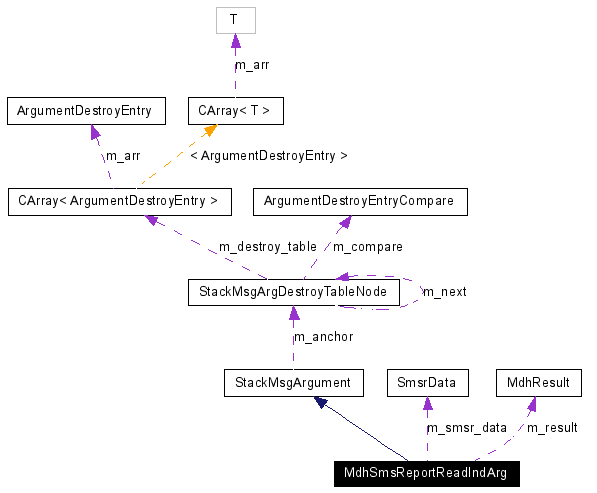 T
m_arr
ArgumentDestroyEntry
CArray< T >
m_arr
< ArgumentDestroyEntry >
CArray< ArgumentDestroyEntry >
ArgumentDestroyEntryCompare
m_destroy_table
m_compare
StackMsgArgDestroyTableNode
m_next
m_anchor
StackMsgArgument
SmsrData
MdhResult
m_smsr_data
m_result
MdhSmsReportReadIndArg